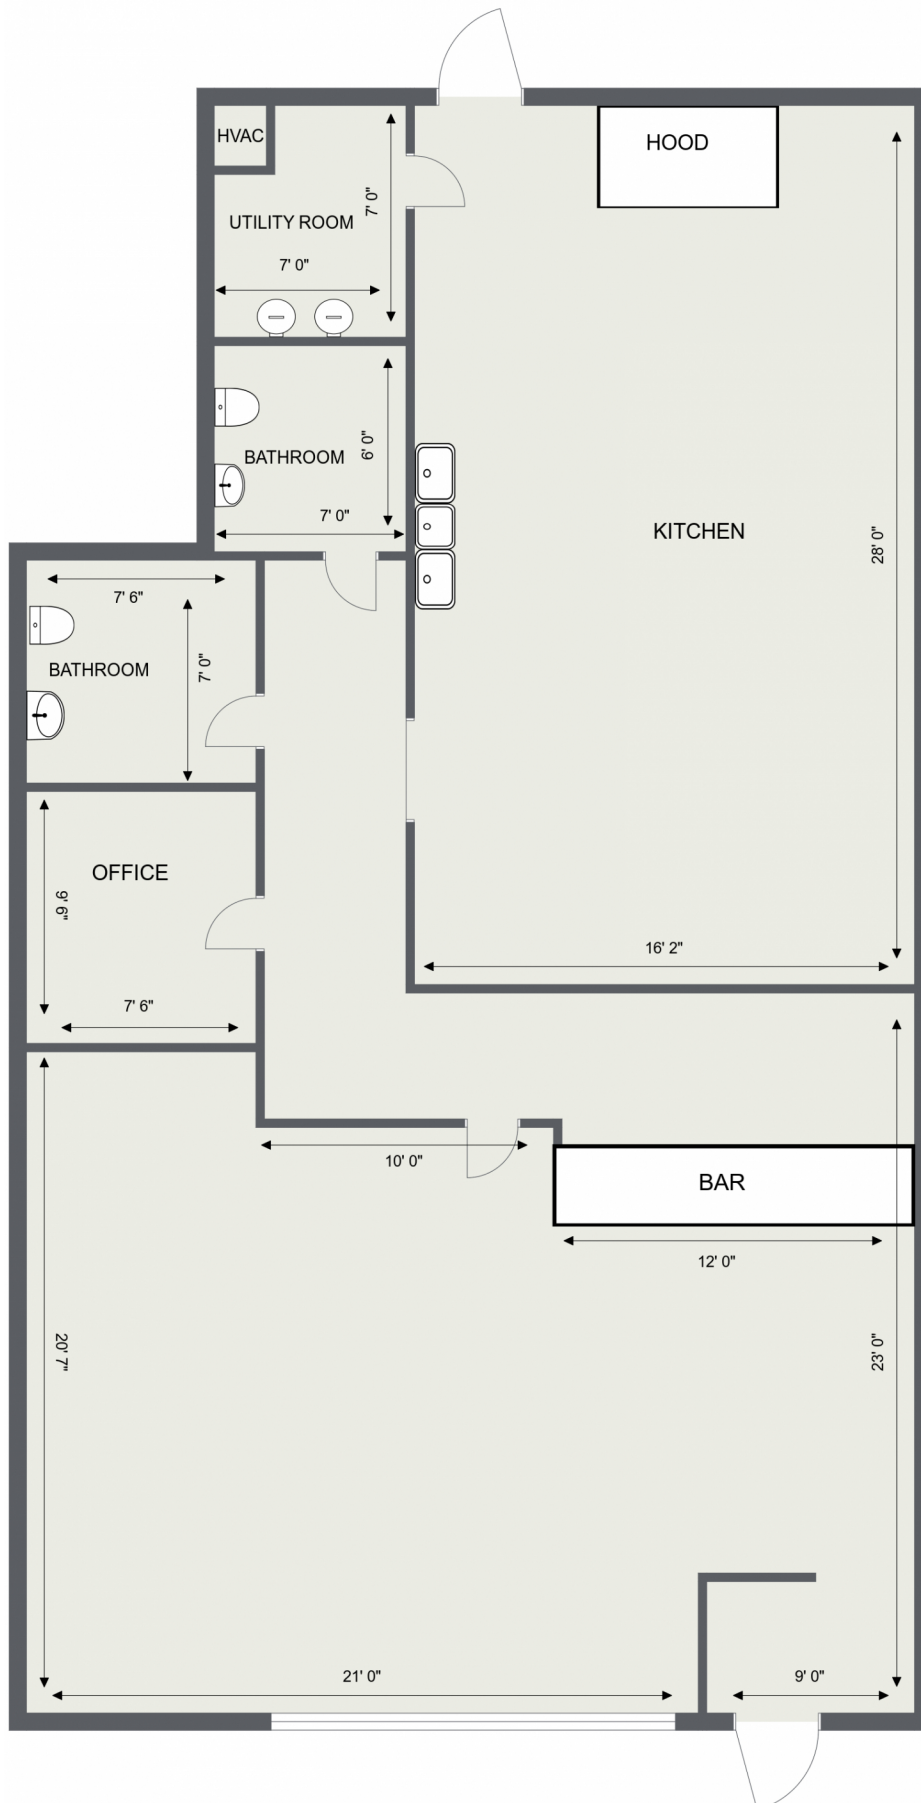 HVAC
HOOD
UTILITY ROOM
7' 0"
7' 0"
BATHROOM
6' 0"
7' 0"
KITCHEN
28' 0"
7' 6"
BATHROOM
7' 0"
OFFICE
9' 6"
7' 6"
16' 2"
10' 0"
BAR
12' 0"
20' 7"
23' 0"
21' 0"
9' 0"